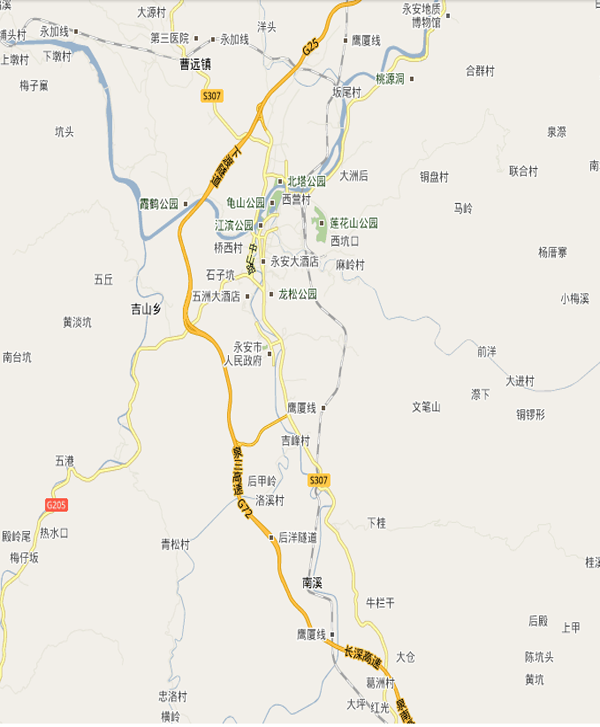 大源村
洋头
永安地质
博物馆
永加线
第三医院
永加线
G25
鹰厦线
埔头村
上墩村
下墩村
曹远镇
合群村
桃源洞
梅子窠
坂尾村
S307
坑头
泉漈
联合村
大洲后
铜盘村
北塔公园
西营村
霞鹤公园
龟山公园
马岭
江滨公园
莲花山公园
西坑口
桥西村
杨厝寨
永安大酒店
麻岭村
石子坑
五丘
五洲大酒店
龙松公园
小梅溪
吉山乡
黄淡坑
永安市
人民政府
前洋
南台坑
大进村
漈下
鹰厦线
文笔山
铜锣形
吉峰村
五港
泉三高速
后甲岭
S307
洛溪村
G205
G72
下桂
殿岭尾
热水口
后洋隧道
青松村
梅仔坂
南溪
牛栏干
后殿
上甲
鹰厦线
长深高速
大仓
陈坑头
葛洲村
黄坑
忠洛村
大坪
红光
横岭